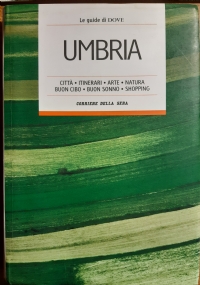 Le guide di DOVE
UMBRIA
CITTÀ • ITINERARI • ARTE • NATURA
BUON CIBO • BUON SONNO • SHOPPING
CORRIERE DELLA SERA